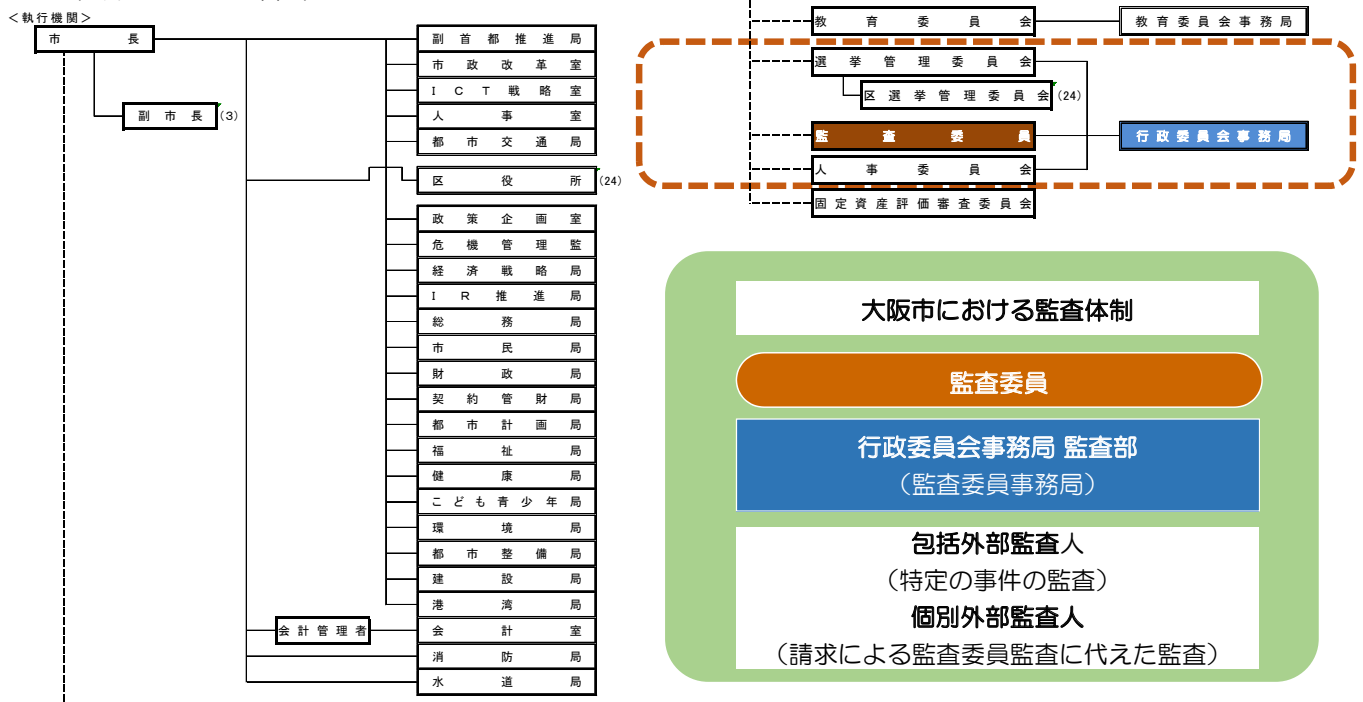 ＜執行機関＞
市長
副市長 (3)
副首都推進局
市政改革室
ＩＣＴ戦略室
人事室
都市交通局
区役所 (24)
政策企画室
危機管理監
経済戦略局
ＩＲ推進局
総務局
市民局
財政局
契約管財局
都市計画局
福祉局
健康局
こども青少年局
環境局
都市整備局
建設局
港湾局
会計管理者
会計室
消防局
水道局
教育委員会
教育委員会事務局
選挙管理委員会
区選挙管理委員会 (24)
監査委員
行政委員会事務局
人事委員会
固定資産評価審査委員会
大阪市における監査体制
監査委員
行政委員会事務局 監査部
（監査委員事務局）
包括外部監査人
（特定の事件の監査）
個別外部監査人
（請求による監査委員監査に代えた監査）